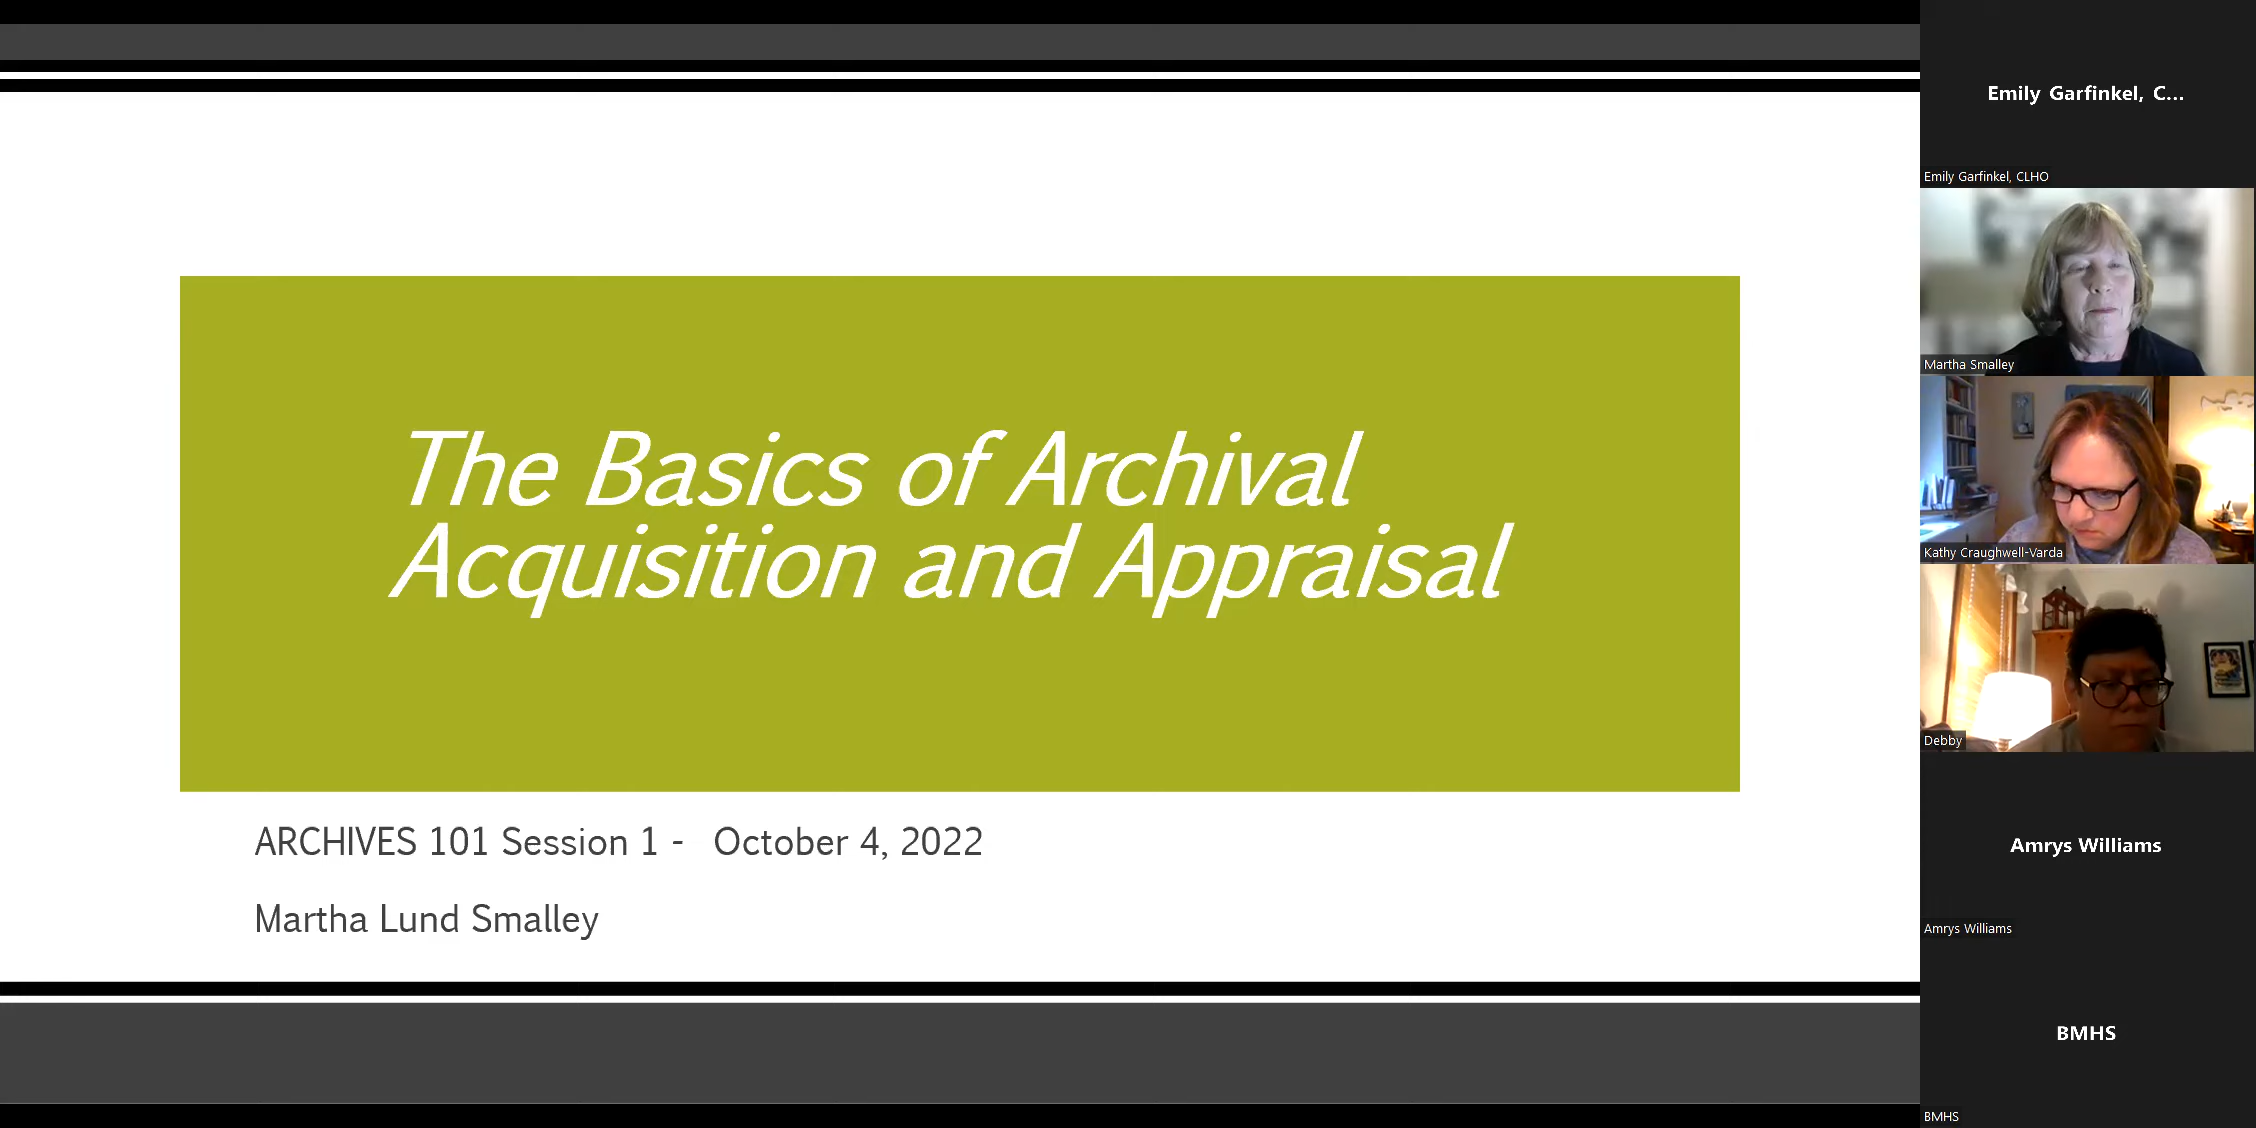 The Basics of Archival
Acquisition and Appraisal
ARCHIVES 101 Session 1 - October 4, 2022
Martha Lund Smalley
Emily Garfinkel, C...
Emily Garfinkel, CLHO
Martha Smalley
Kathy Craughwell-Varda
Debby
Amrys Williams
Amrys Williams
BMHS
BMHS